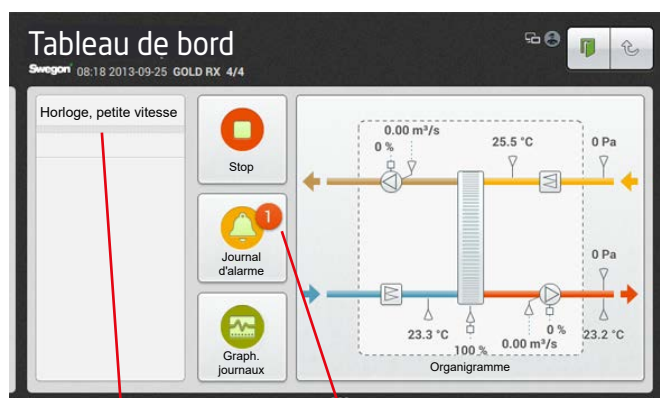 Tableau de bord
Swegon 08:18 2013-09-25 GOLD RX 4/4
Horloge, petite vitesse
Stop
1
Journal
d'alarme
Graph.
journaux
0.00 m³/s
0 %
25.5 °C
0 Pa
0 Pa
23.3 °C
100 %
0.00 m³/s
0 %
23.2 °C
Organigramme